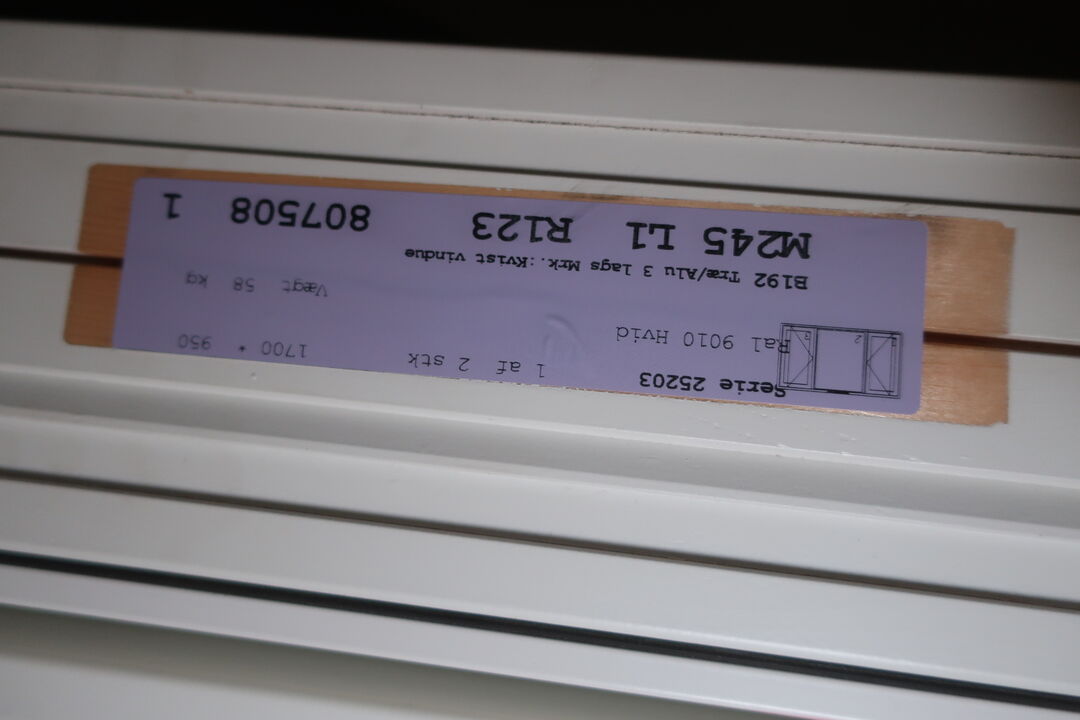 Serie 25203 1 af 2 stk 1700 * 950
Ral 9010 Hvid Vægt 58 kg
B192 Træ/Alu 3 lags Mrk.:Kvist vindue
M245 L1 R123 807508 1